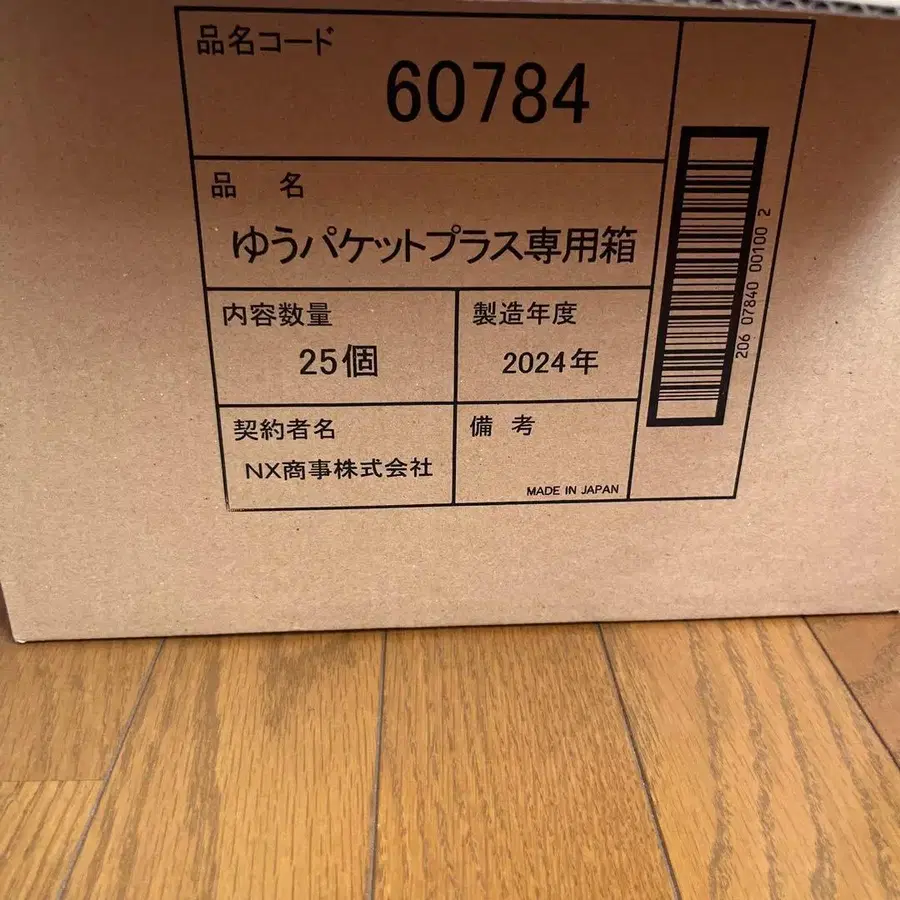 品名コード
60784
品 名
ゆうパケットプラス専用箱
内容数量
25個
製造年度
2024年
契約者名
NX商事株式会社
備 考
MADE IN JAPAN
206 07840 00100 2